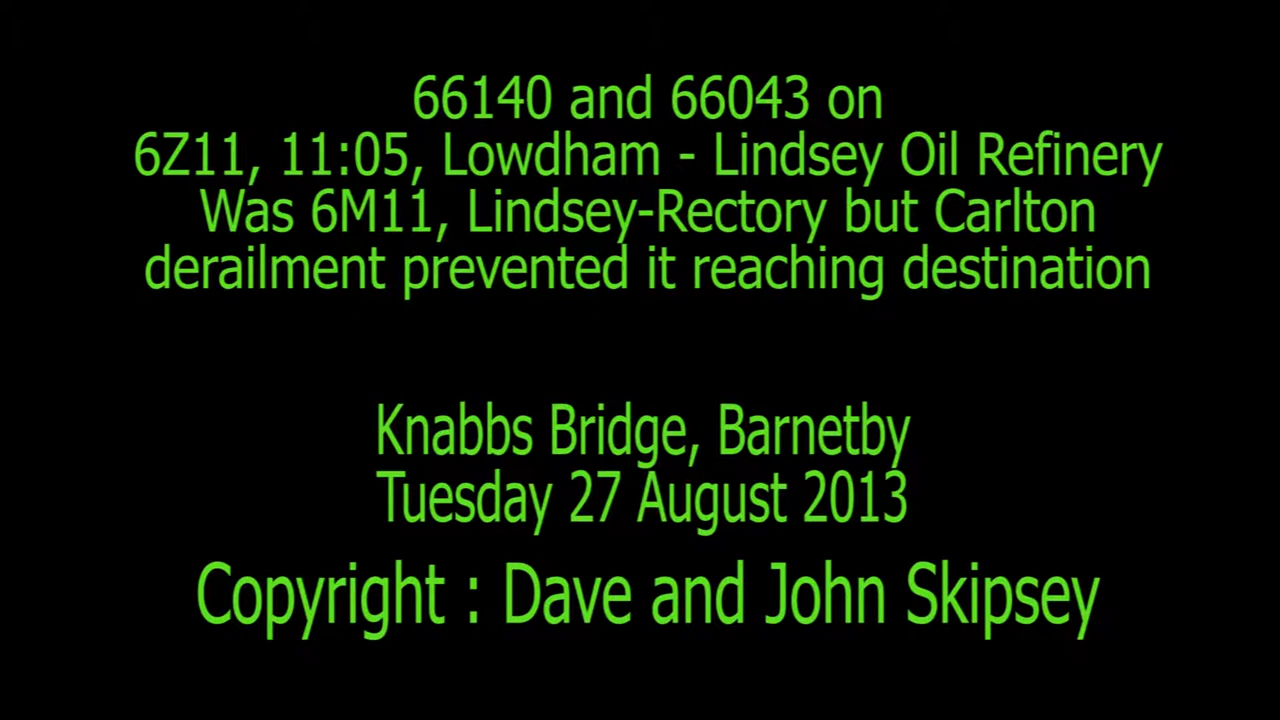 66140 and 66043 on
6Z11, 11:05, Lowdham - Lindsey Oil Refinery
Was 6M11, Lindsey-Rectory but Carlton
derailment prevented it reaching destination
Knabbs Bridge, Barnetby
Tuesday 27 August 2013
Copyright : Dave and John Skipsey